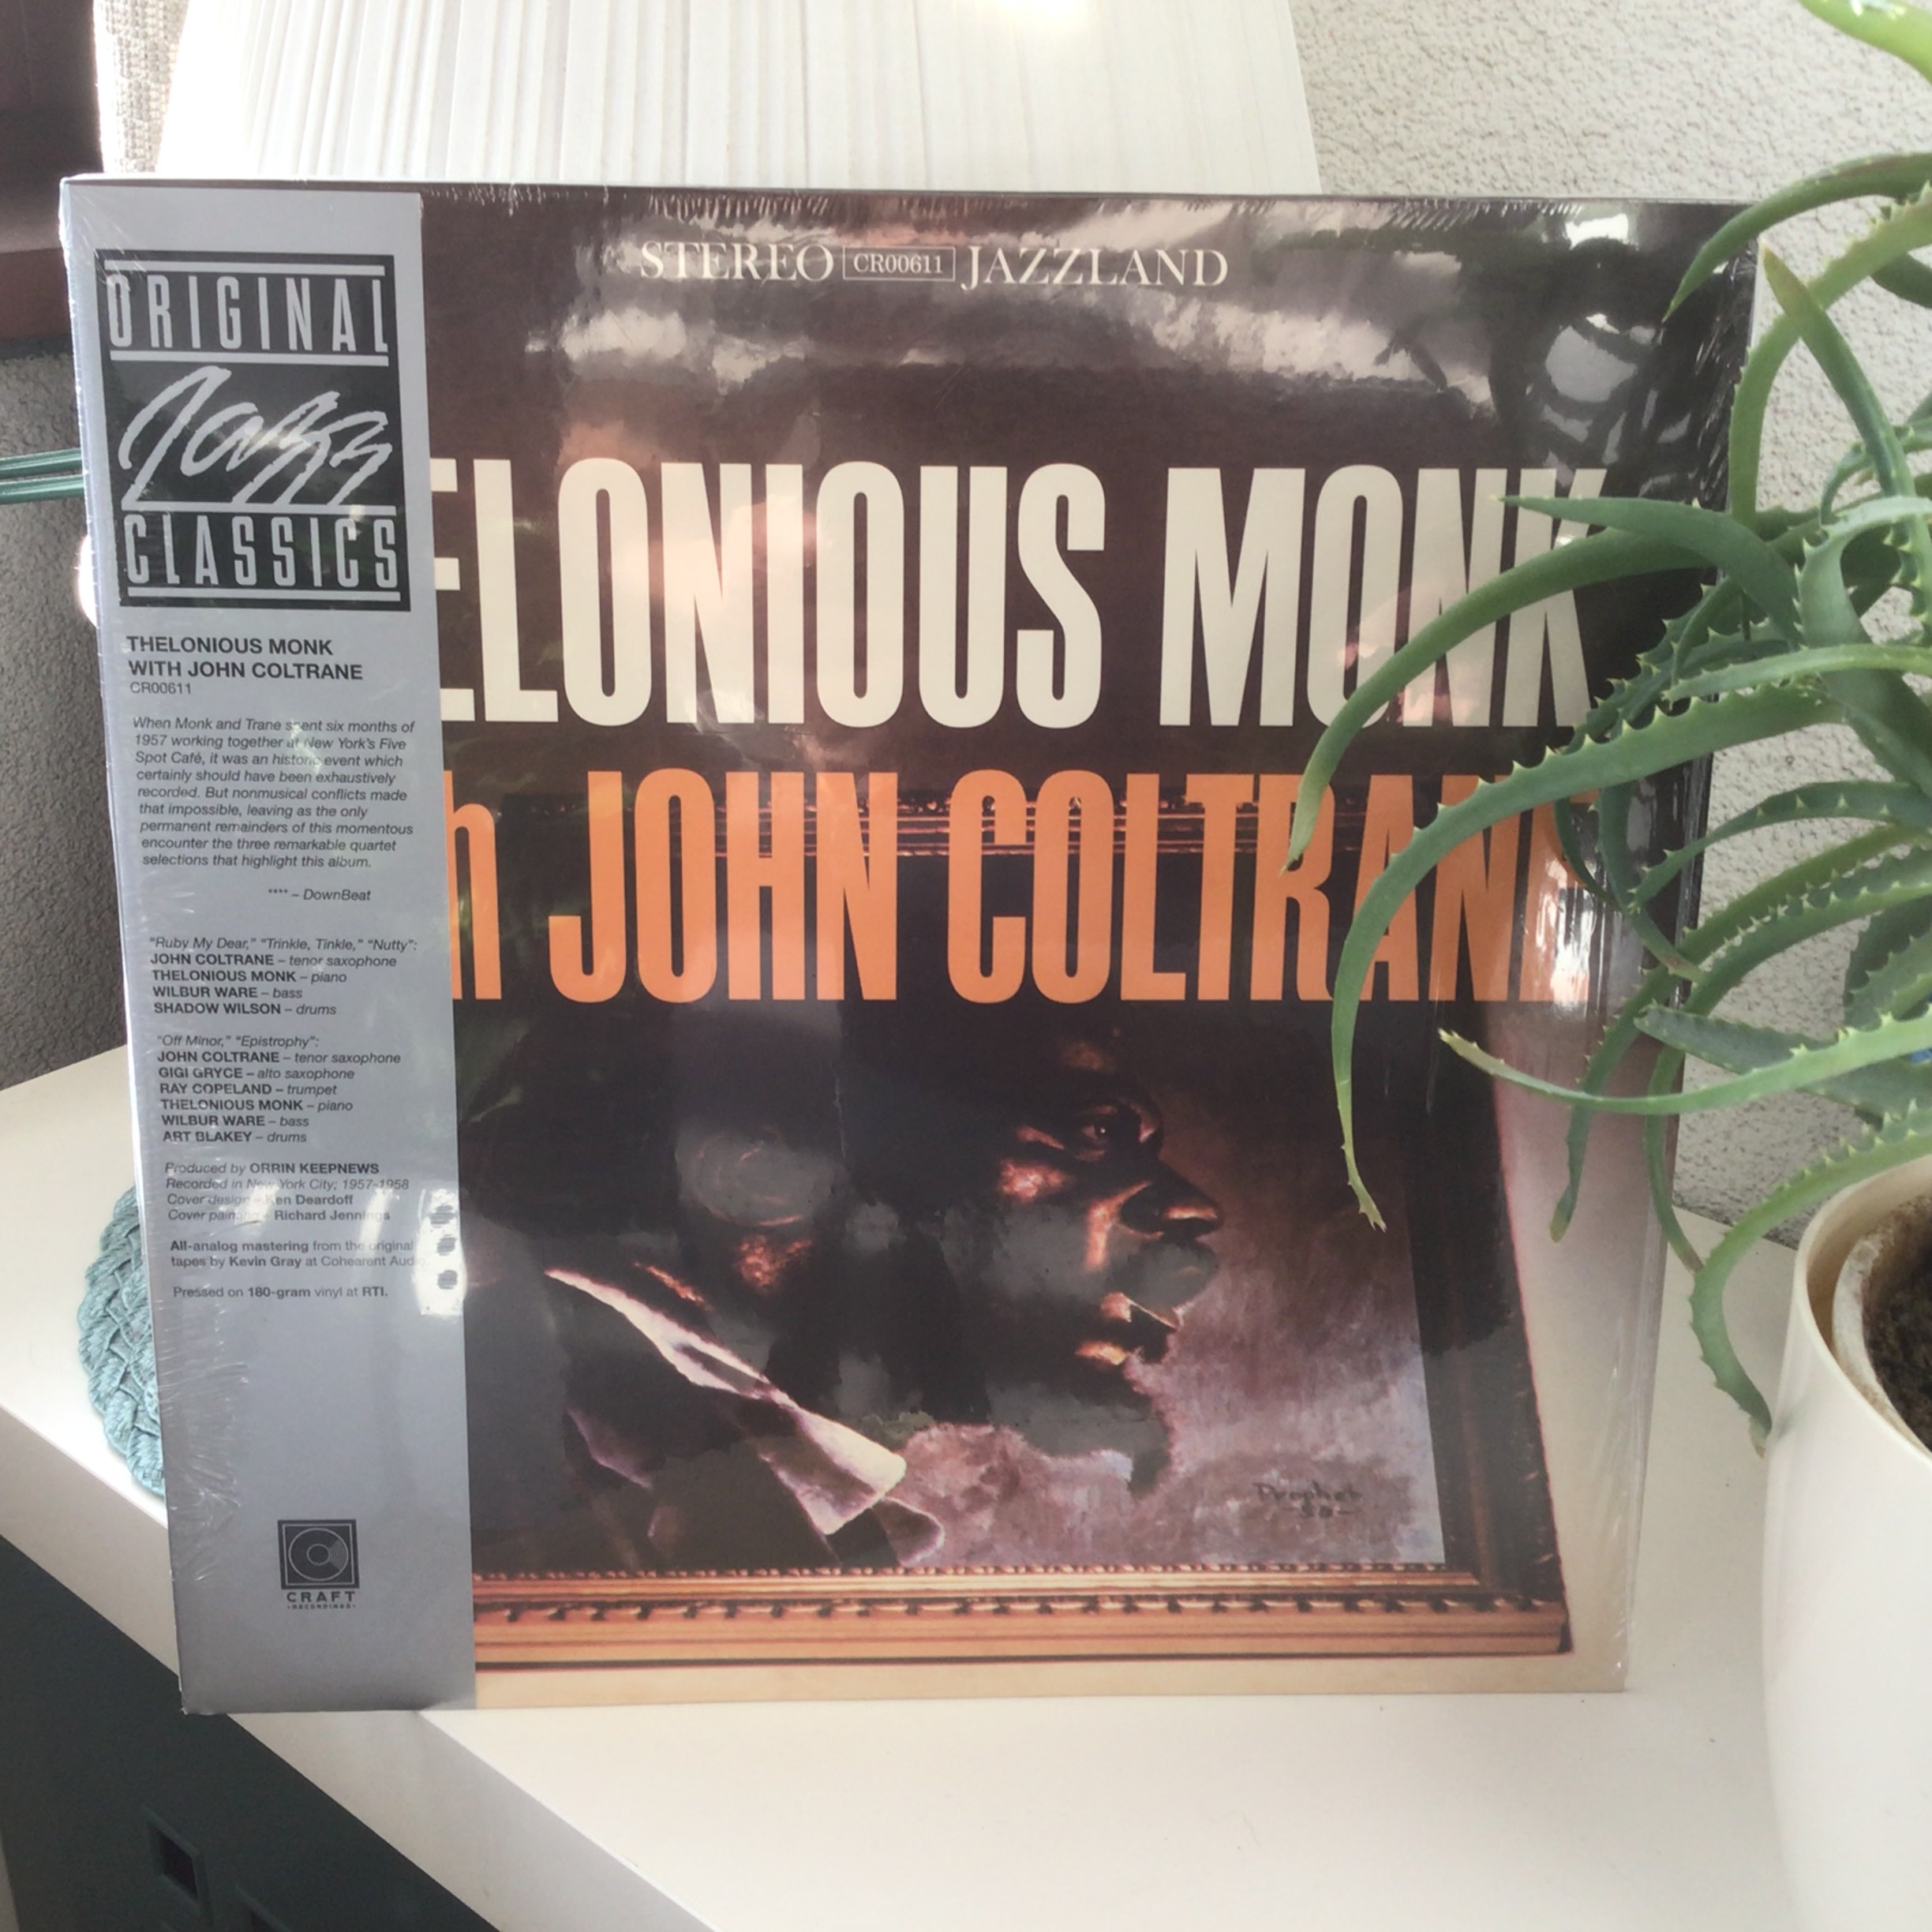 ORIGINAL
Jazz
CLASSICS
THELONIOUS MONK
WITH JOHN COLTRANE
CR00611
When Monk and Trane spent six months of
1957 working together at New York's Five
Spot Café, it was an historic event which
certainly should have been exhaustively
recorded. But nonmusical conflicts made
that impossible, leaving as the only
permanent remainders of this momentous
encounter the three remarkable quartet
selections that highlight this album.
**** – DownBeat
"Ruby My Dear," "Trinkle, Tinkle," "Nutty":
JOHN COLTRANE – tenor saxophone
THELONIOUS MONK – piano
WILBUR WARE – bass
SHADOW WILSON – drums
"Off Minor," "Epistrophy":
JOHN COLTRANE – tenor saxophone
GIGI GRYCE – alto saxophone
RAY COPELAND – trumpet
THELONIOUS MONK – piano
WILBUR WARE – bass
ART BLAKEY – drums
Produced by ORRIN KEEPNEWS
Recorded in New York City; 1957-1958
Cover design – Ken Deardoff
Cover painting – Richard Jennings
All-analog mastering from the original
tapes by Kevin Gray at Cohearent Audio.
Pressed on 180-gram vinyl at RTI.
CRAFT
RECORDINGS
STEREO CR00611 JAZZLAND
ELONIOUS MONK
h JOHN COLTRANE
Prophet
-58-